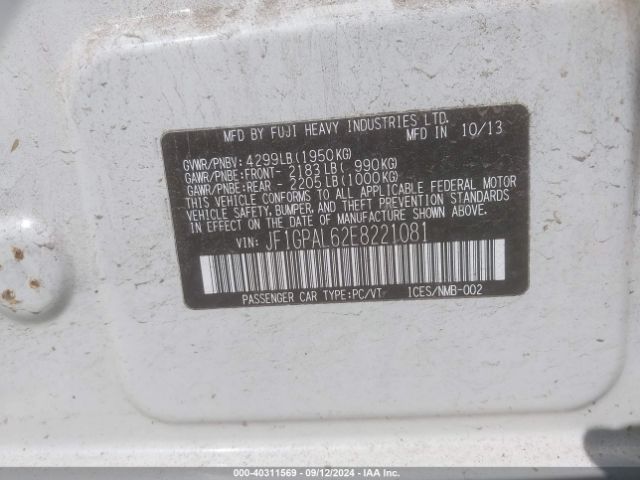 MFD BY FUJI HEAVY INDUSTRIES LTD.
MFD IN 10/13
GVWR/PNBV: 4299LB(1950KG)
GAWR/PNBE:FRONT- 2183LB( 990KG)
GAWR/PNBE:REAR - 2205LB(1000KG)
THIS VEHICLE CONFORMS TO ALL APPLICABLE FEDERAL MOTOR
VEHICLE SAFETY, BUMPER, AND THEFT PREVENTION STANDARDS
IN EFFECT ON THE DATE OF MANUFACTURE SHOWN ABOVE.
VIN: JF1GPAL62E8221081
PASSENGER CAR TYPE:PC/VT 1CES/NMB-002
000-40311569 - 09/12/2024 - IAA Inc.